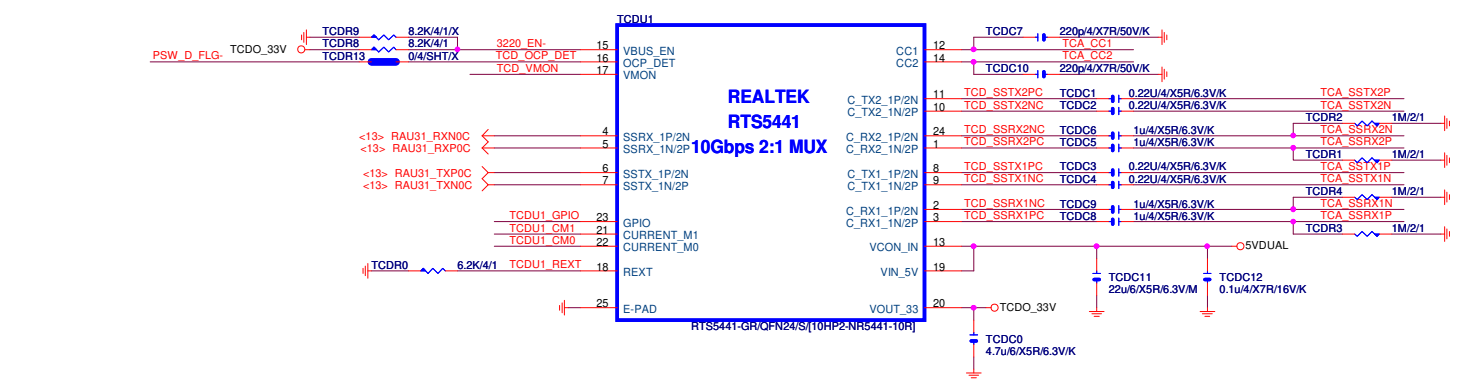 TCDU1
TCDR9 8.2K/4/1/X
TCDO_33V TCDR8 8.2K/4/1 3220_EN- 15 VBUS_EN
PSW_D_FLG- TCDR13 0/4/SHT/X TCD_OCP_DET 16 OCP_DET
TCD_VMON 17 VMON
REALTEK
RTS5441
10Gbps 2:1 MUX
<13> RAU31_RXN0C 4 SSRX_1P/2N
<13> RAU31_RXP0C 5 SSRX_1N/2P
<13> RAU31_TXP0C 6 SSTX_1P/2N
<13> RAU31_TXN0C 7 SSTX_1N/2P
TCDU1_GPIO 23 GPIO
TCDU1_CM1 21 CURRENT_M1
TCDU1_CM0 22 CURRENT_M0
TCDR0 6.2K/4/1 TCDU1_REXT 18 REXT
25 E-PAD
TCDC7 220p/4/X7R/50V/K
CC1 12 TCA_CC1
CC2 14 TCA_CC2
TCDC10 220p/4/X7R/50V/K
C_TX2_1P/2N 11 TCD_SSTX2PC TCDC1 0.22U/4/X5R/6.3V/K TCA_SSTX2P
C_TX2_1N/2P 10 TCD_SSTX2NC TCDC2 0.22U/4/X5R/6.3V/K TCA_SSTX2N
TCDR2 1M/2/1
C_RX2_1P/2N 24 TCD_SSRX2NC TCDC6 1u/4/X5R/6.3V/K TCA_SSRX2N
C_RX2_1N/2P 1 TCD_SSRX2PC TCDC5 1u/4/X5R/6.3V/K TCA_SSRX2P
TCDR1 1M/2/1
C_TX1_1P/2N 8 TCD_SSTX1PC TCDC3 0.22U/4/X5R/6.3V/K TCA_SSTX1P
C_TX1_1N/2P 9 TCD_SSTX1NC TCDC4 0.22U/4/X5R/6.3V/K TCA_SSTX1N
TCDR4 1M/2/1
C_RX1_1P/2N 2 TCD_SSRX1NC TCDC9 1u/4/X5R/6.3V/K TCA_SSRX1N
C_RX1_1N/2P 3 TCD_SSRX1PC TCDC8 1u/4/X5R/6.3V/K TCA_SSRX1P
TCDR3 1M/2/1
VCON_IN 13 5VDUAL
VIN_5V 19
TCDC11 TCDC12
22u/6/X5R/6.3V/M 0.1u/4/X7R/16V/K
VOUT_33 20 TCDO_33V
RTS5441-GR/QFN24/S/[10HP2-NR5441-10R]
TCDC0
4.7u/6/X5R/6.3V/K